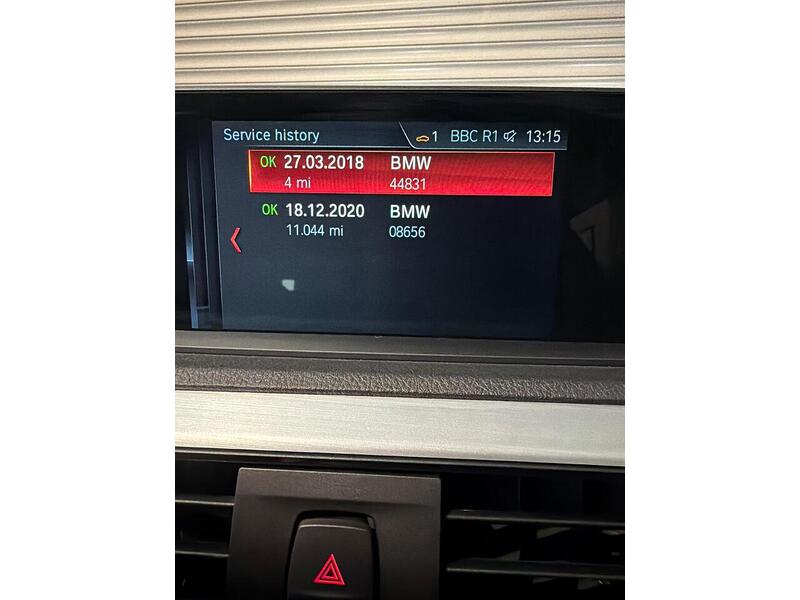 Service history 1 BBC R1 13:15
OK 27.03.2018 BMW
4 mi 44831
OK 18.12.2020 BMW
11.044 mi 08656